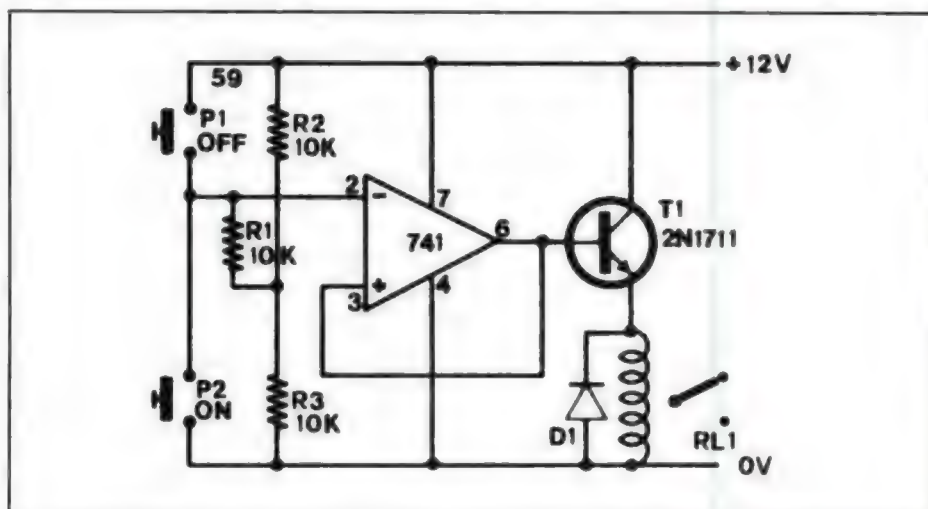 59
+12V
P1
OFF
R2
10K
R1
10K
2
-
7
741
6
+
3
4
T1
2N1711
P2
ON
R3
10K
D1
RL1
0V